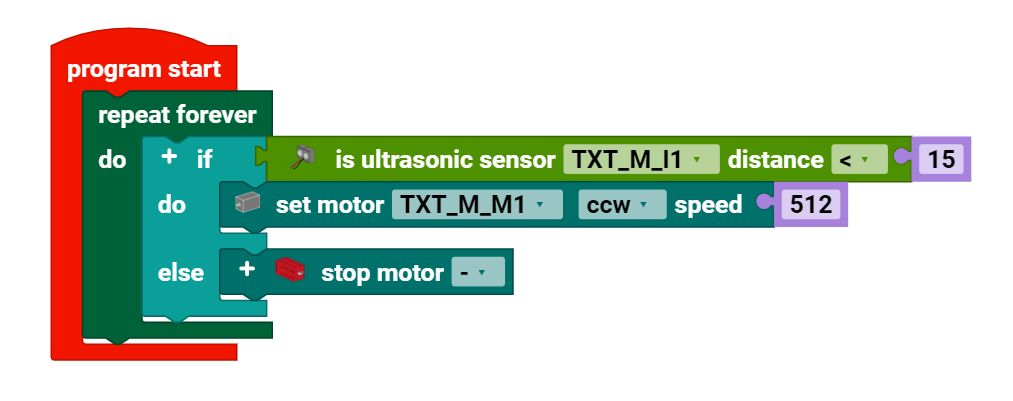 program start
repeat forever
do + if is ultrasonic sensor TXT_M_I1 distance < 15
do set motor TXT_M_M1 ccw speed 512
else + stop motor -